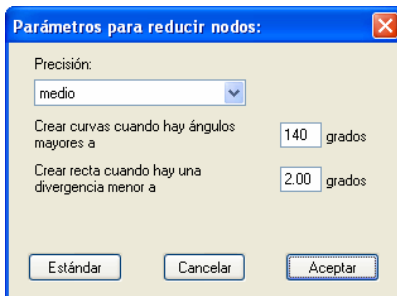 Parámetros para reducir nodos:
Precisión:
medio
Crear curvas cuando hay ángulos
mayores a
140 grados
Crear recta cuando hay una
divergencia menor a
2.00 grados
Estándar Cancelar Aceptar